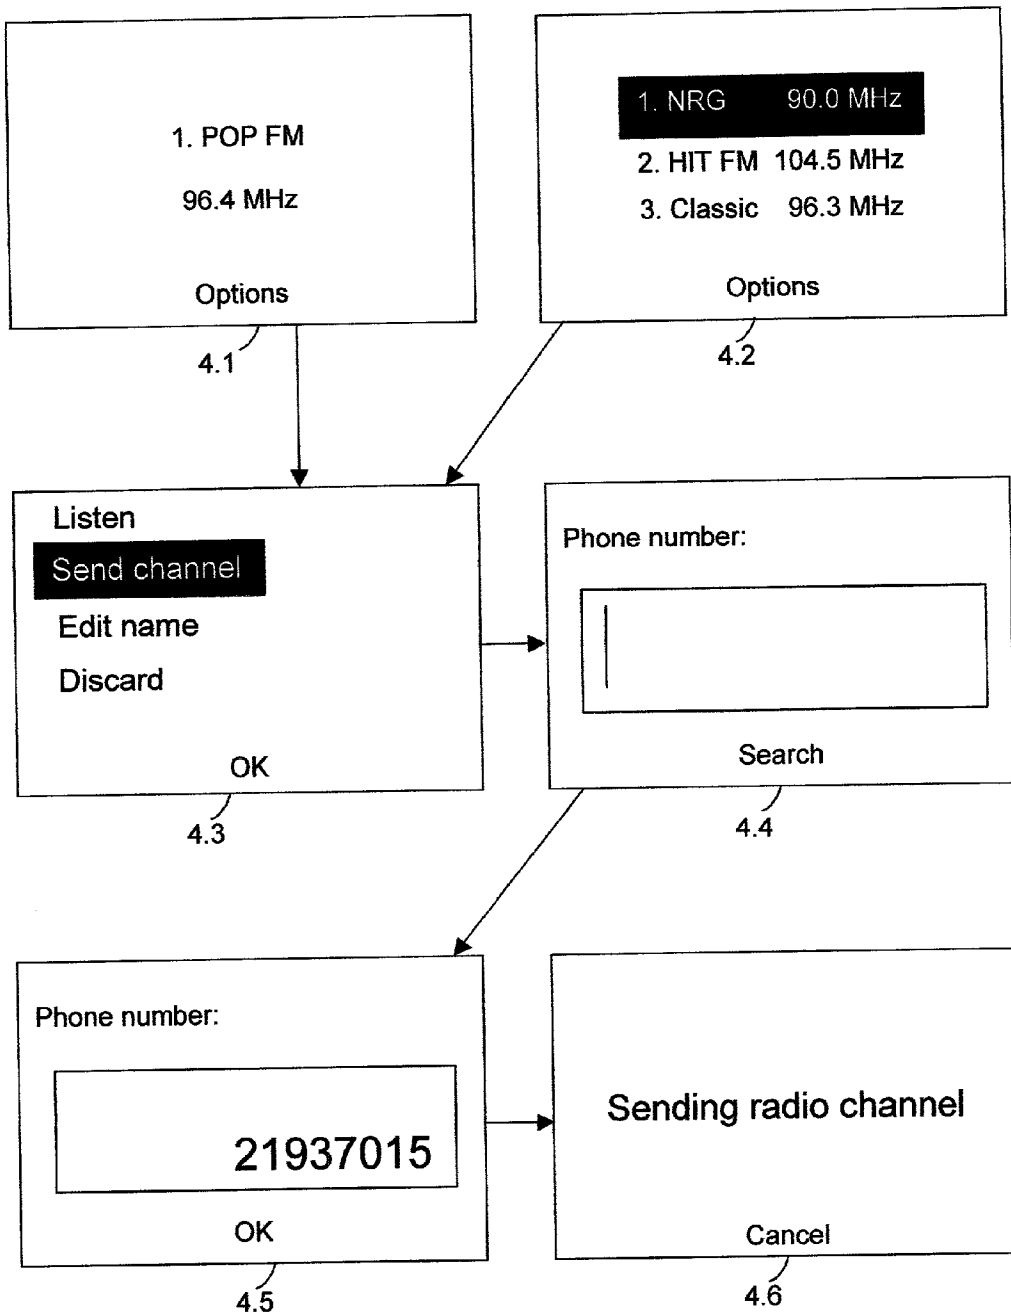 1. POP FM
96.4 MHz
Options
4.1
1. NRG 90.0 MHz
2. HIT FM 104.5 MHz
3. Classic 96.3 MHz
Options
4.2
Listen
Send channel
Edit name
Discard
OK
4.3
Phone number:
Search
4.4
Phone number:
21937015
OK
4.5
Sending radio channel
Cancel
4.6